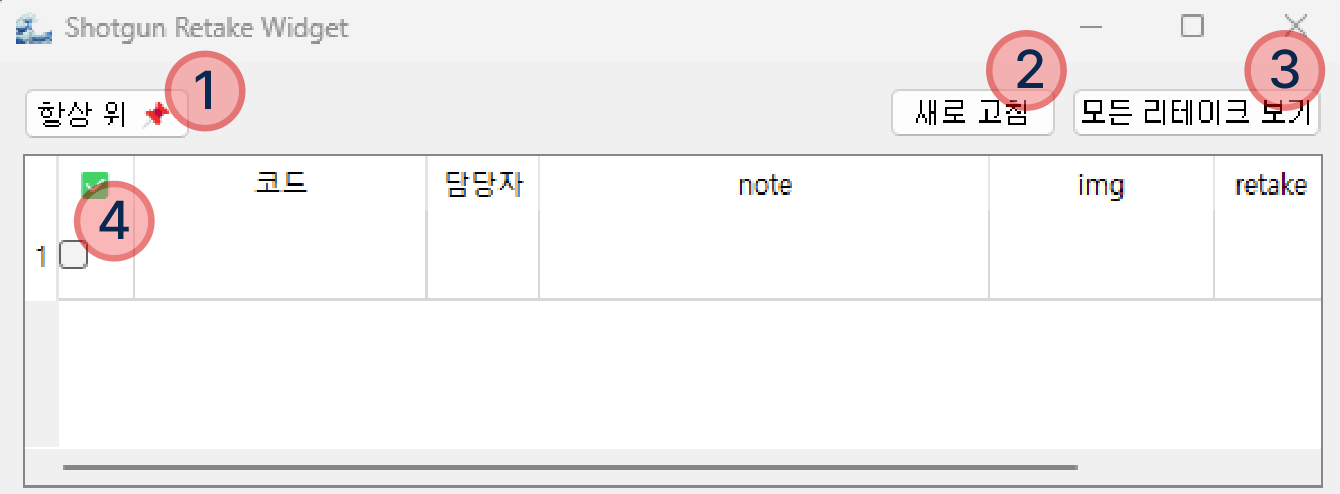 Shotgun Retake Widget
1
2
3
항상 위 📌
새로 고침
모든 리테이크 보기
✅ 코드 담당자 note img retake
4
1